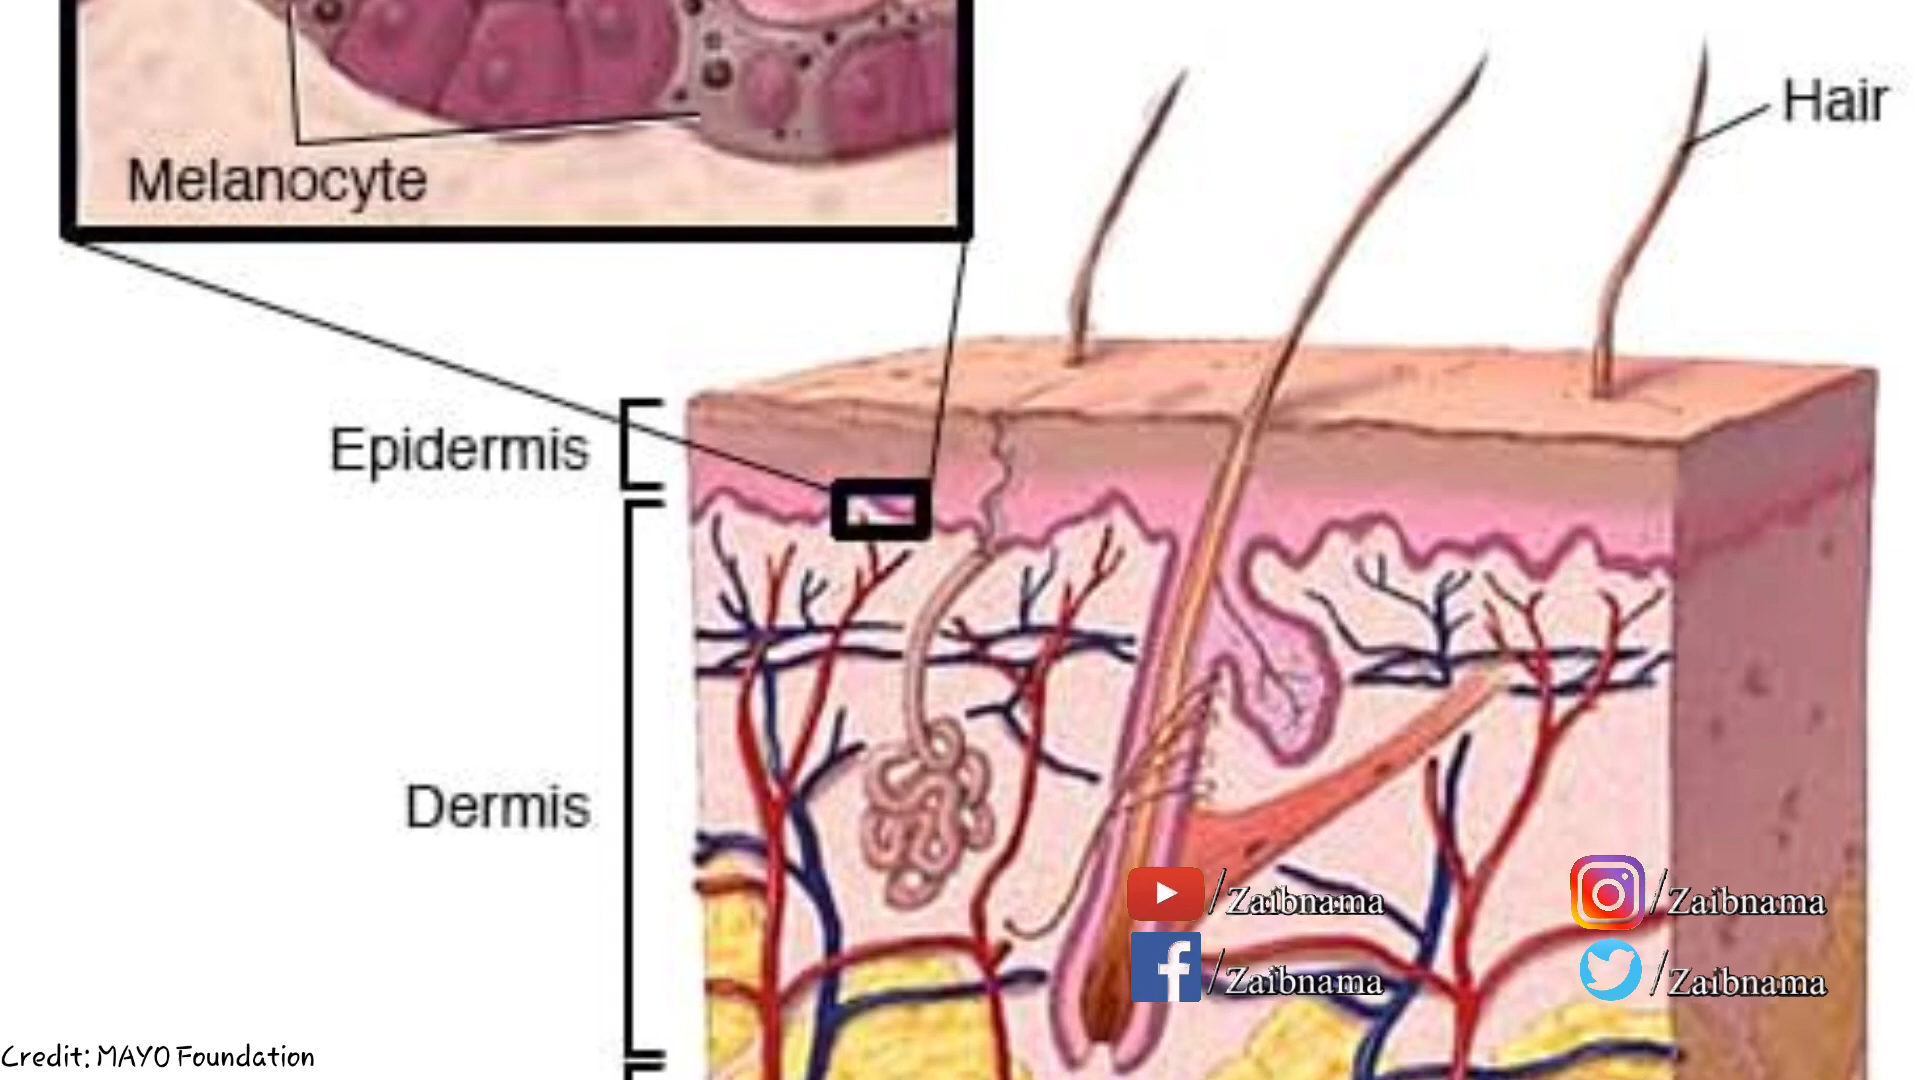 Melanocyte
Hair
Epidermis
Dermis
/Zaibnama
/Zaibnama
/Zaibnama
/Zaibnama
Credit: MAYO Foundation